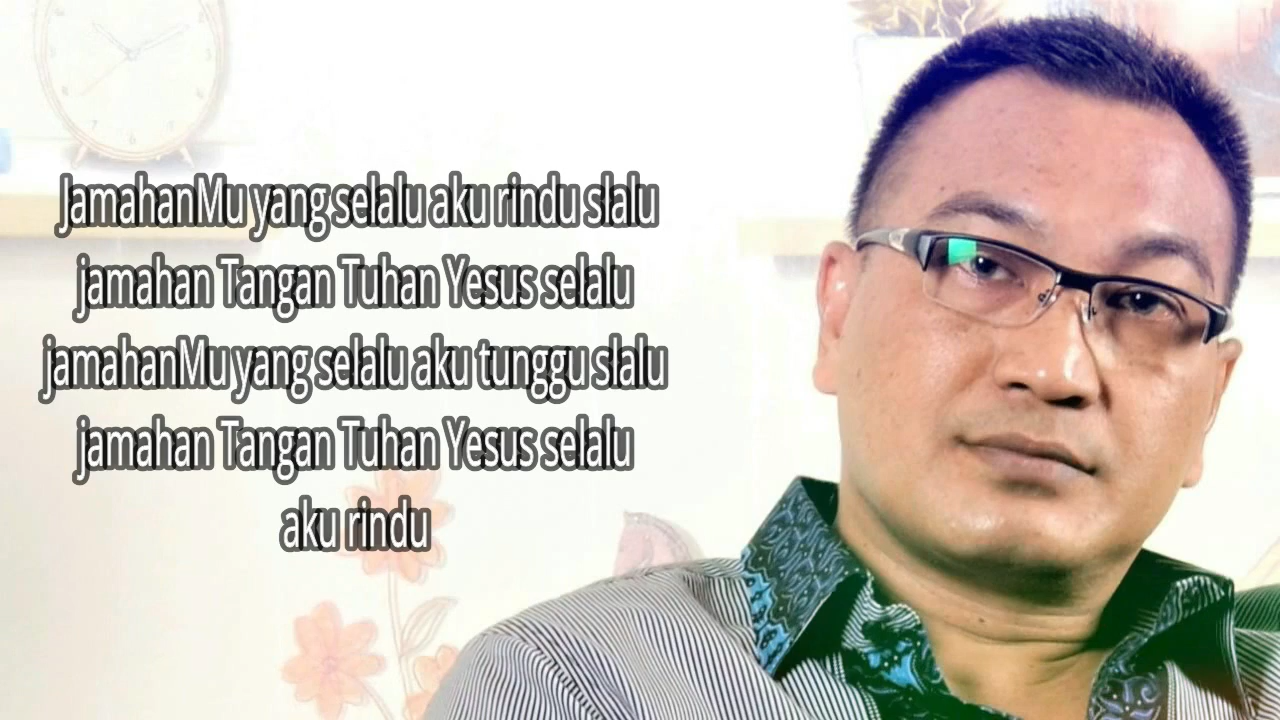 JamahanMu yang selalu aku rindu slalu
jamahan Tangan Tuhan Yesus selalu
jamahanMu yang selalu aku tunggu slalu
jamahan Tangan Tuhan Yesus selalu
aku rindu